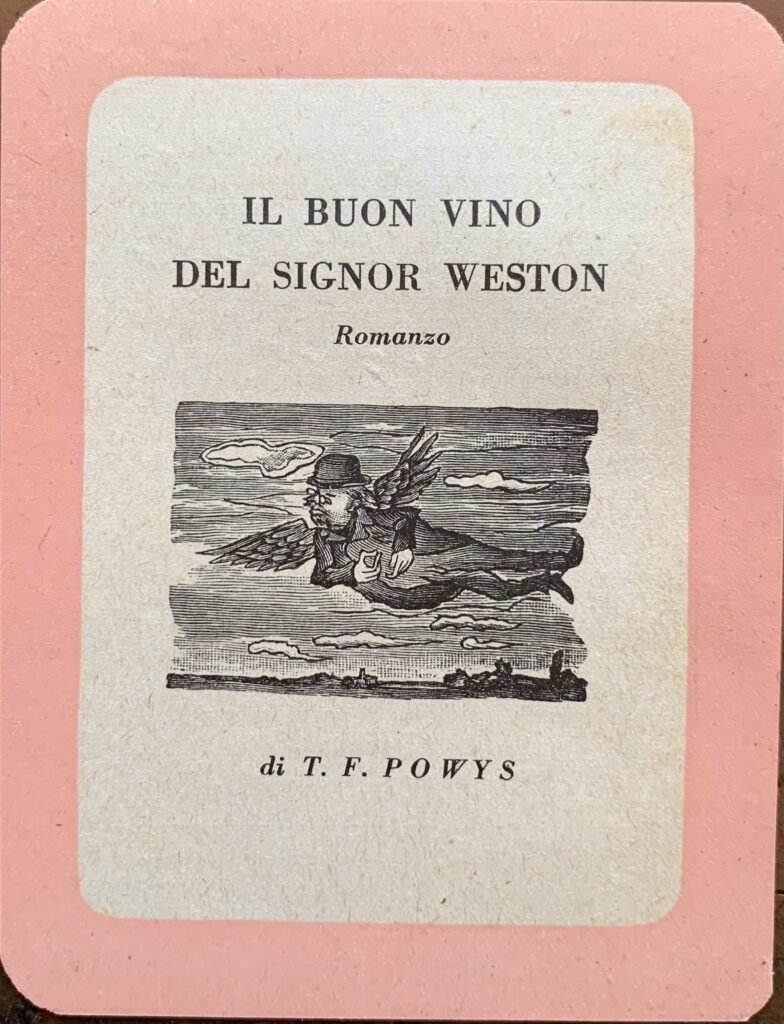 IL BUON VINO
DEL SIGNOR WESTON
Romanzo
di T. F. POWYS